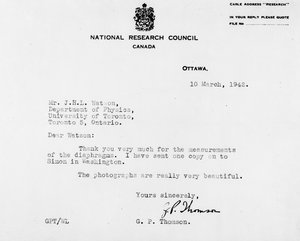 CABLE ADDRESS "RESEARCH"
IN YOUR REPLY PLEASE QUOTE
FILE NO
NATIONAL RESEARCH COUNCIL
CANADA
OTTAWA.
10 March, 1942.
Mr. J.H.L. Watson,
Department of Physics,
University of Toronto,
Toronto 5, Ontario.
Dear Watson:
Thank you very much for the measurements
of the diaphragms. I have sent one copy on to
Simon in Washington.
The photographs are really very beautiful.
Yours sincerely,
G.P. Thomson
GPT/WL G. P. Thomson.